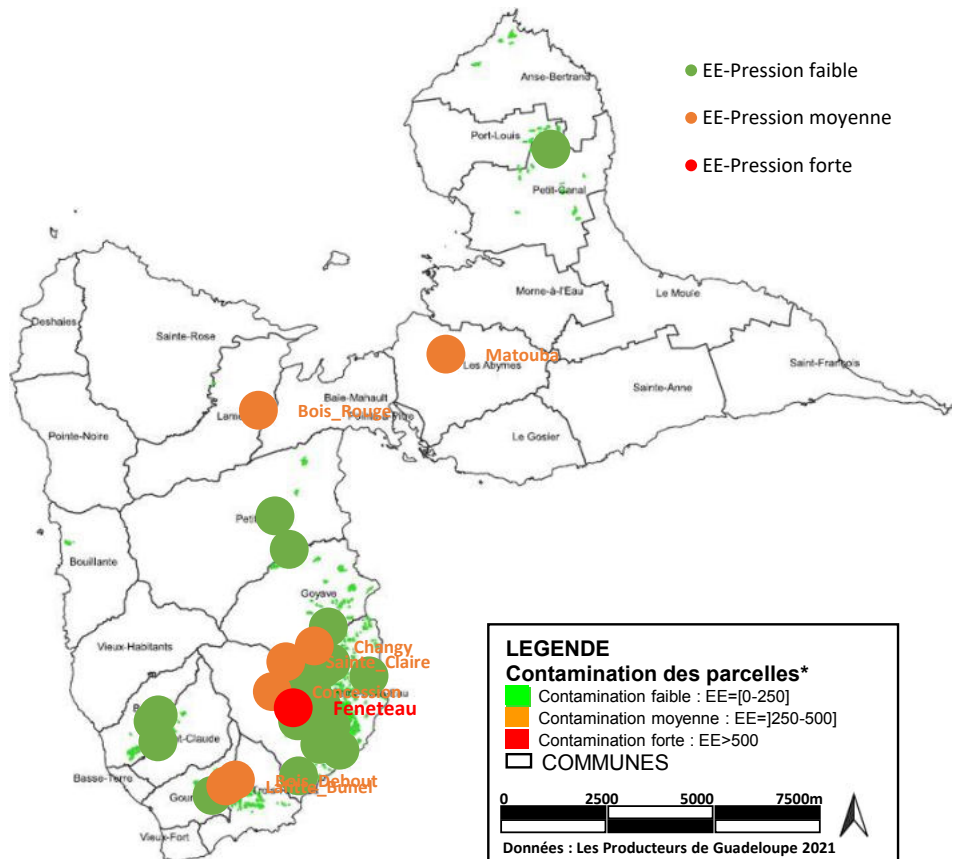 Anse-Bertrand
EE-Pression faible
Port-Louis
EE-Pression moyenne
EE-Pression forte
Petit-Canal
Morne-à-l'Eau
Le Moule
Deshaies
Sainte-Rose
Matouba
Les Abymes
Saint-François
Baie-Mahault
Sainte-Anne
Bois_Rouge
Pointe-à-Pitre
Pointe-Noire
Le Gosier
Bouillante
Goyave
Vieux-Habitants
Changy
Sainte_Claire
Concession
Feneteau
Basse-Terre
Bois_Debout
Vieux-Fort
LEGENDE
Contamination des parcelles*
Contamination faible : EE=[0-250]
Contamination moyenne : EE=]250-500]
Contamination forte : EE>500
COMMUNES
0 2500 5000 7500m
Données : Les Producteurs de Guadeloupe 2021